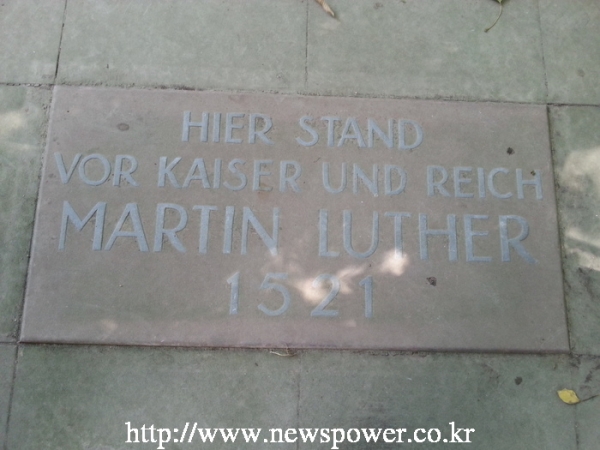 HIER STAND
VOR KAISER UND REICH
MARTIN LUTHER
1521
http://www.newspower.co.kr